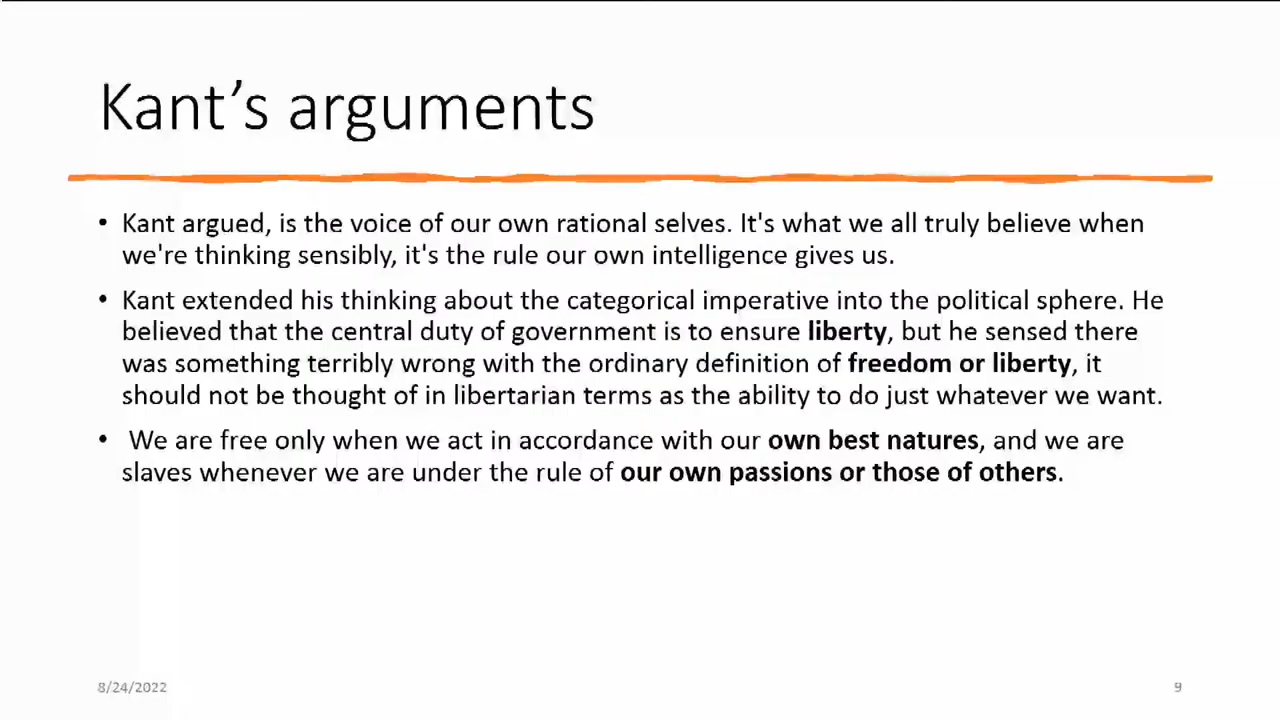 Kant’s arguments
• Kant argued, is the voice of our own rational selves. It's what we all truly believe when
we're thinking sensibly, it's the rule our own intelligence gives us.
• Kant extended his thinking about the categorical imperative into the political sphere. He
believed that the central duty of government is to ensure liberty, but he sensed there
was something terribly wrong with the ordinary definition of freedom or liberty, it
should not be thought of in libertarian terms as the ability to do just whatever we want.
• We are free only when we act in accordance with our own best natures, and we are
slaves whenever we are under the rule of our own passions or those of others.
8/24/2022
9